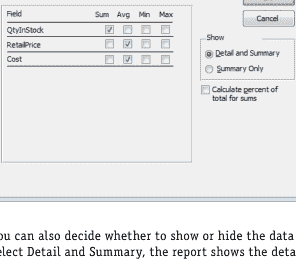 Field Sum Avg Min Max
QtyInStock
RetailPrice
Cost
Cancel
Show
Detail and Summary
Summary Only
Calculate percent of
total for sums
ou can also decide whether to show or hide the data
elect Detail and Summary, the report shows the deta